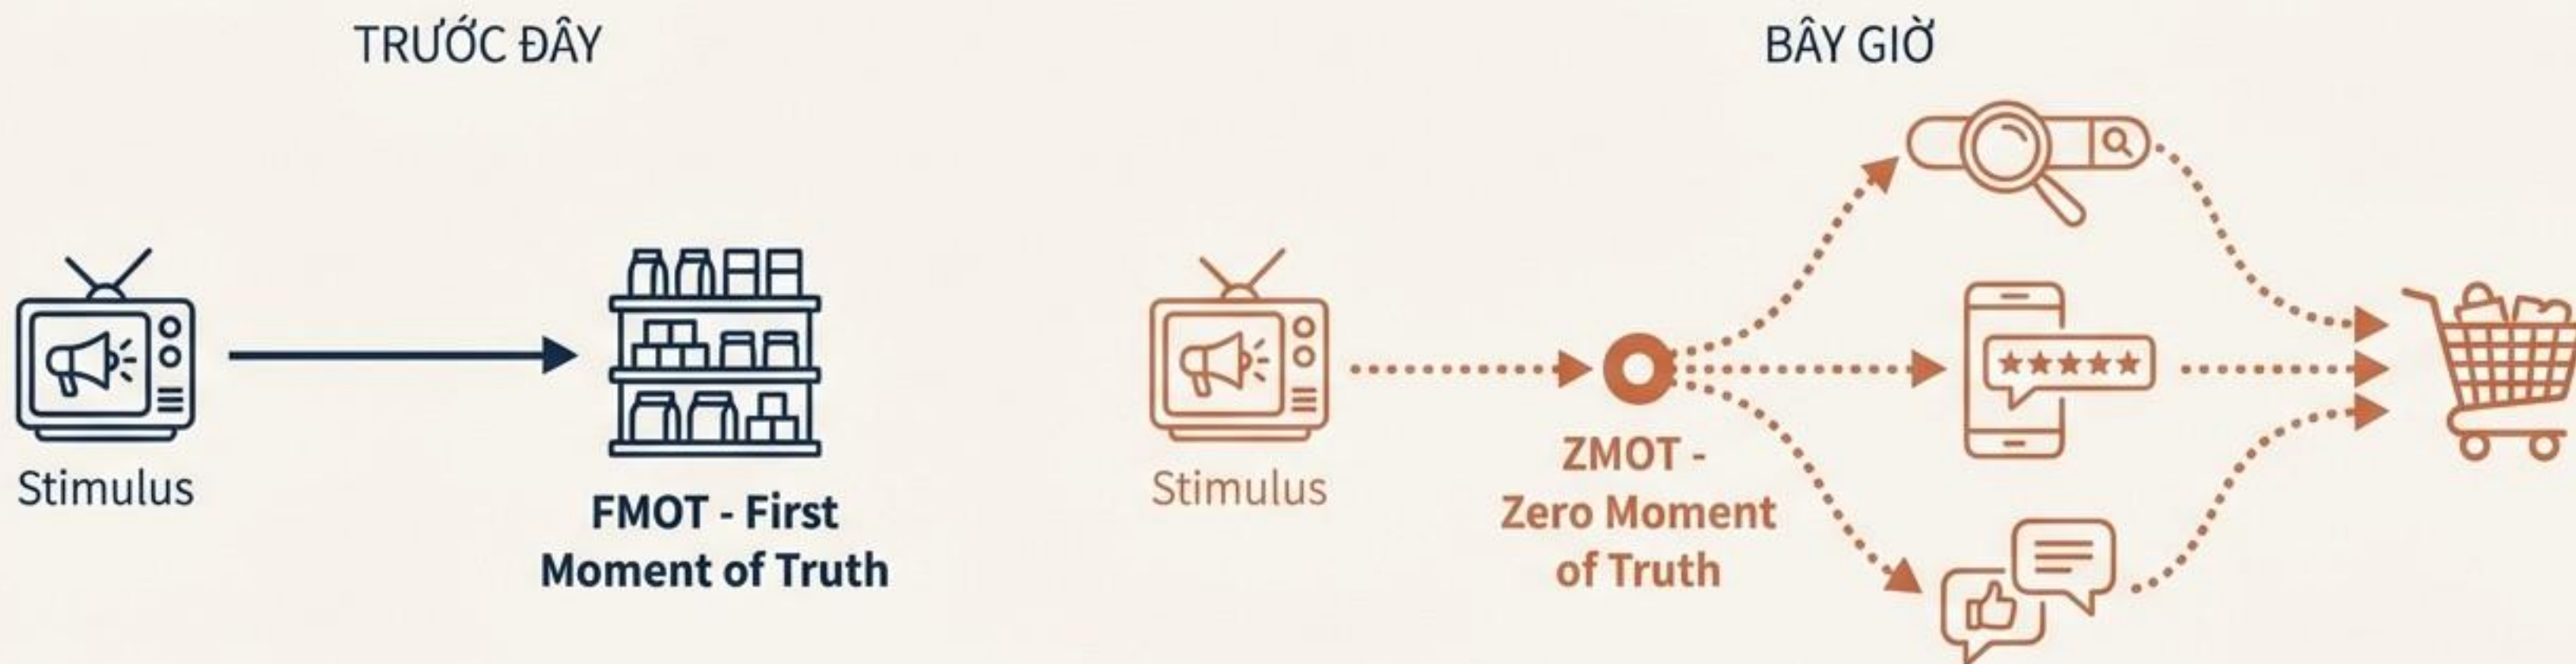 TRƯỚC ĐÂY
Stimulus
FMOT - First
Moment of Truth
BÂY GIỜ
Stimulus
ZMOT -
Zero Moment
of Truth